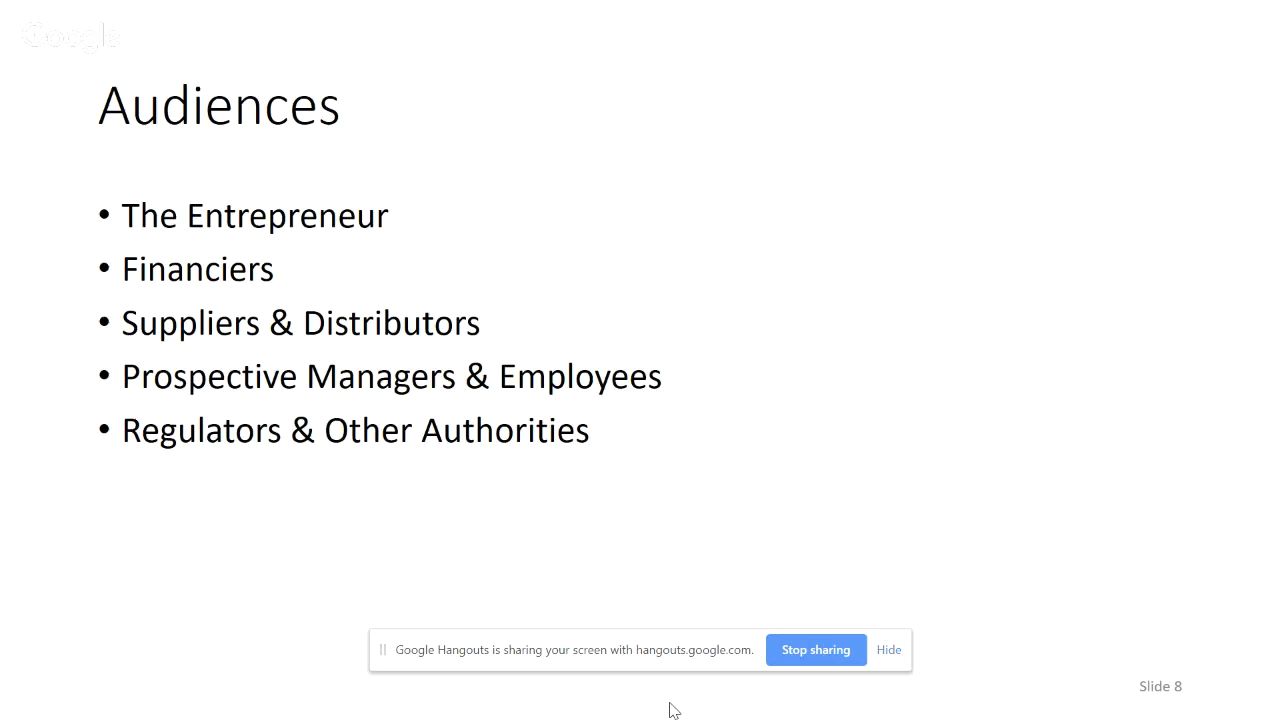 Google
Audiences
• The Entrepreneur
• Financiers
• Suppliers & Distributors
• Prospective Managers & Employees
• Regulators & Other Authorities
Google Hangouts is sharing your screen with hangouts.google.com. Stop sharing Hide
Slide 8